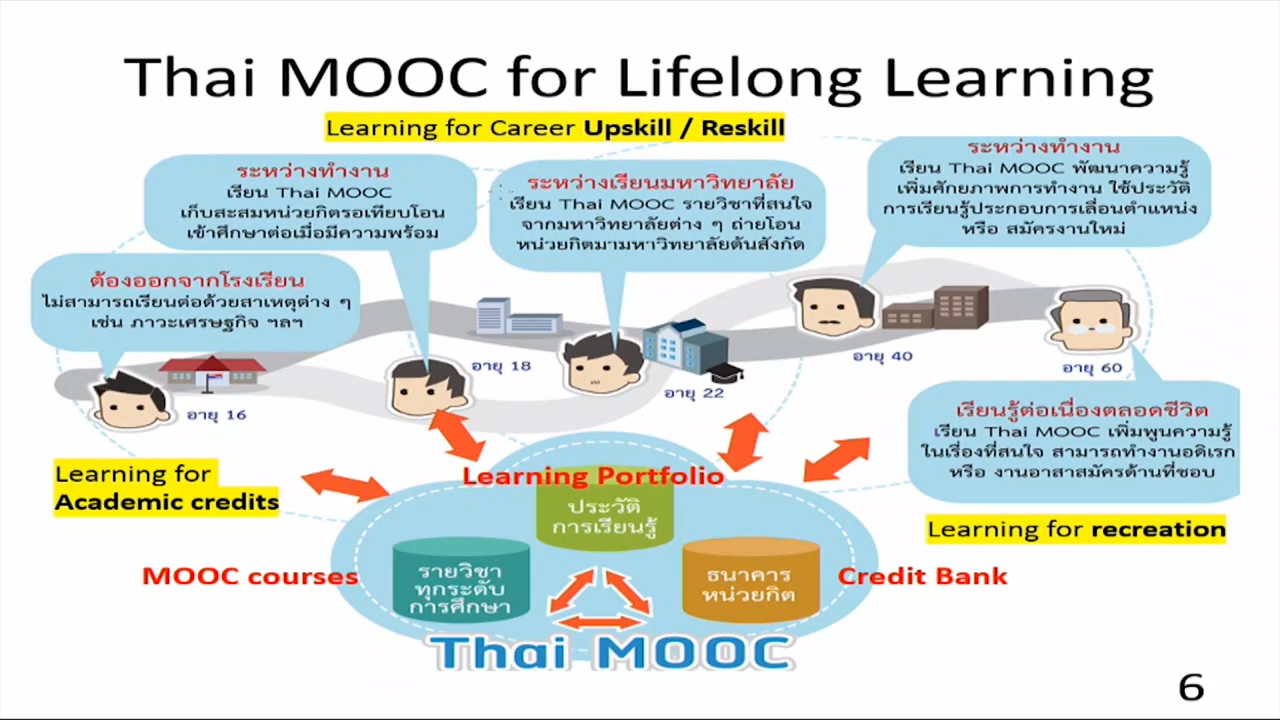 Thai MOOC for Lifelong Learning
Learning for Career Upskill / Reskill
ระหว่างทำงาน
เรียน Thai MOOC
เก็บสะสมหน่วยกิตรอเทียบโอน
เข้าศึกษาต่อเมื่อมีความพร้อม
ระหว่างเรียนมหาวิทยาลัย
เรียน Thai MOOC รายวิชาที่สนใจ
จากมหาวิทยาลัยต่าง ๆ ถ่ายโอน
หน่วยกิตมามหาวิทยาลัยต้นสังกัด
ระหว่างทำงาน
เรียน Thai MOOC พัฒนาความรู้
เพิ่มศักยภาพการทำงาน ใช้ประวัติ
การเรียนรู้ประกอบการเลื่อนตำแหน่ง
หรือ สมัครงานใหม่
ต้องออกจากโรงเรียน
ไม่สามารถเรียนต่อด้วยสาเหตุต่าง ๆ
เช่น ภาวะเศรษฐกิจ ฯลฯ
อายุ 16
อายุ 18
อายุ 22
อายุ 40
อายุ 60
เรียนรู้ต่อเนื่องตลอดชีวิต
เรียน Thai MOOC เพิ่มพูนความรู้
ในเรื่องที่สนใจ สามารถทำงานอดิเรก
หรือ งานอาสาสมัครด้านที่ชอบ
Learning for
Academic credits
Learning for recreation
Learning Portfolio
ประวัติ
การเรียนรู้
MOOC courses
รายวิชา
ทุกระดับ
การศึกษา
ธนาคาร
หน่วยกิต
Credit Bank
Thai MOOC
6